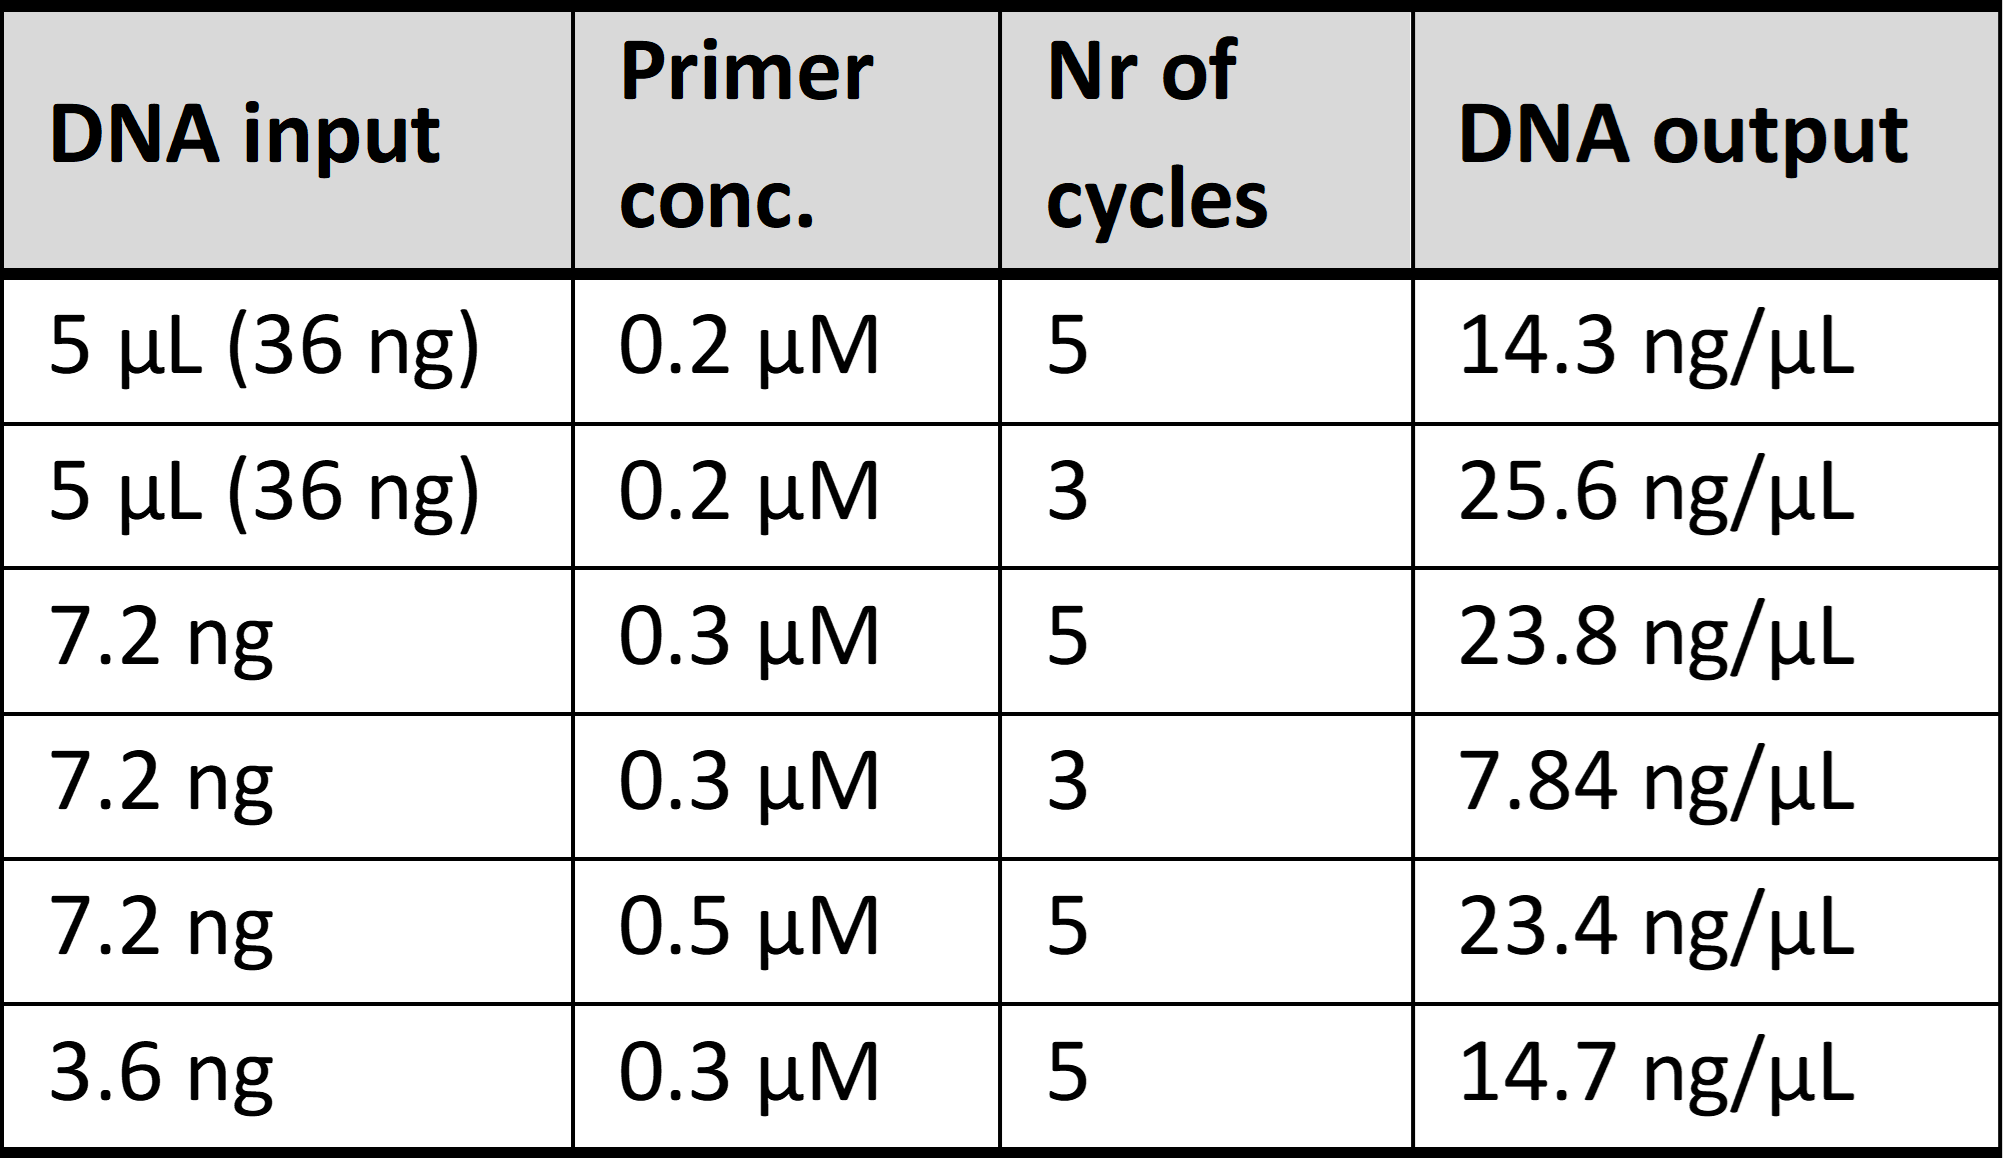 DNA input Primer conc. Nr of cycles DNA output
5 µL (36 ng) 0.2 µM 5 14.3 ng/µL
5 µL (36 ng) 0.2 µM 3 25.6 ng/µL
7.2 ng 0.3 µM 5 23.8 ng/µL
7.2 ng 0.3 µM 3 7.84 ng/µL
7.2 ng 0.5 µM 5 23.4 ng/µL
3.6 ng 0.3 µM 5 14.7 ng/µL